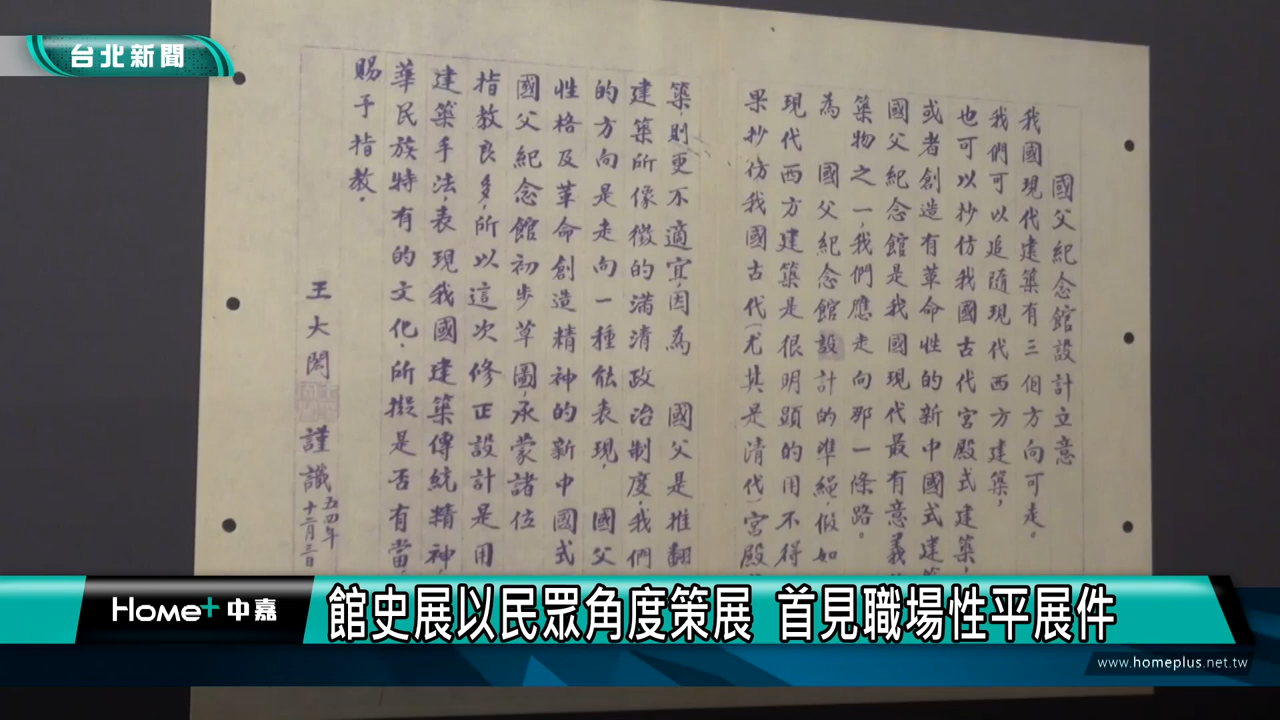 台北新聞
國父紀念館設計立意
我國現代建築有三個方向可走。
我們可以追隨現代西方建築,
也可以抄仿我國古代宮殿式建築,
或者創造有革命性的新中國式建築
國父紀念館是我國現代最有意義
築物之一,我們應走向那一條路。
為 國父紀念館設計的準繩,假如
現代西方建築是很明顯的用不得
果抄仿我國古代(尤其是清代)宮殿
築,則更不適宜,因為 國父是推翻
建築所像徵的滿清政治制度,我們
的方向是走向一種能表現, 國父
性格及革命創造精神的新中國式
國父紀念館初步草圖,承蒙諸位
指教良多,所以這次修正設計是用
建築手法,表現我國建築傳統精神,
華民族特有的文化.所擬是否有當,
賜予指教.
王大閎 謹識 五四年十二月三日
Home+中嘉
館史展以民眾角度策展 首見職場性平展件
www.homeplus.net.tw